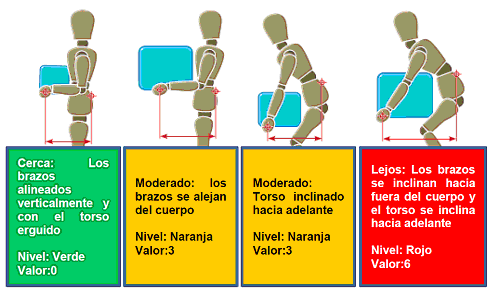 Cerca: Los
brazos
alineados
verticalmente y
con el torso
erguido
Nivel: Verde
Valor:0
Moderado: los
brazos se alejan
del cuerpo
Nivel: Naranja
Valor:3
Moderado:
Torso inclinado
hacia adelante
Nivel: Naranja
Valor:3
Lejos: Los brazos
se inclinan hacia
fuera del cuerpo y
el torso se inclina
hacia adelante
Nivel: Rojo
Valor:6